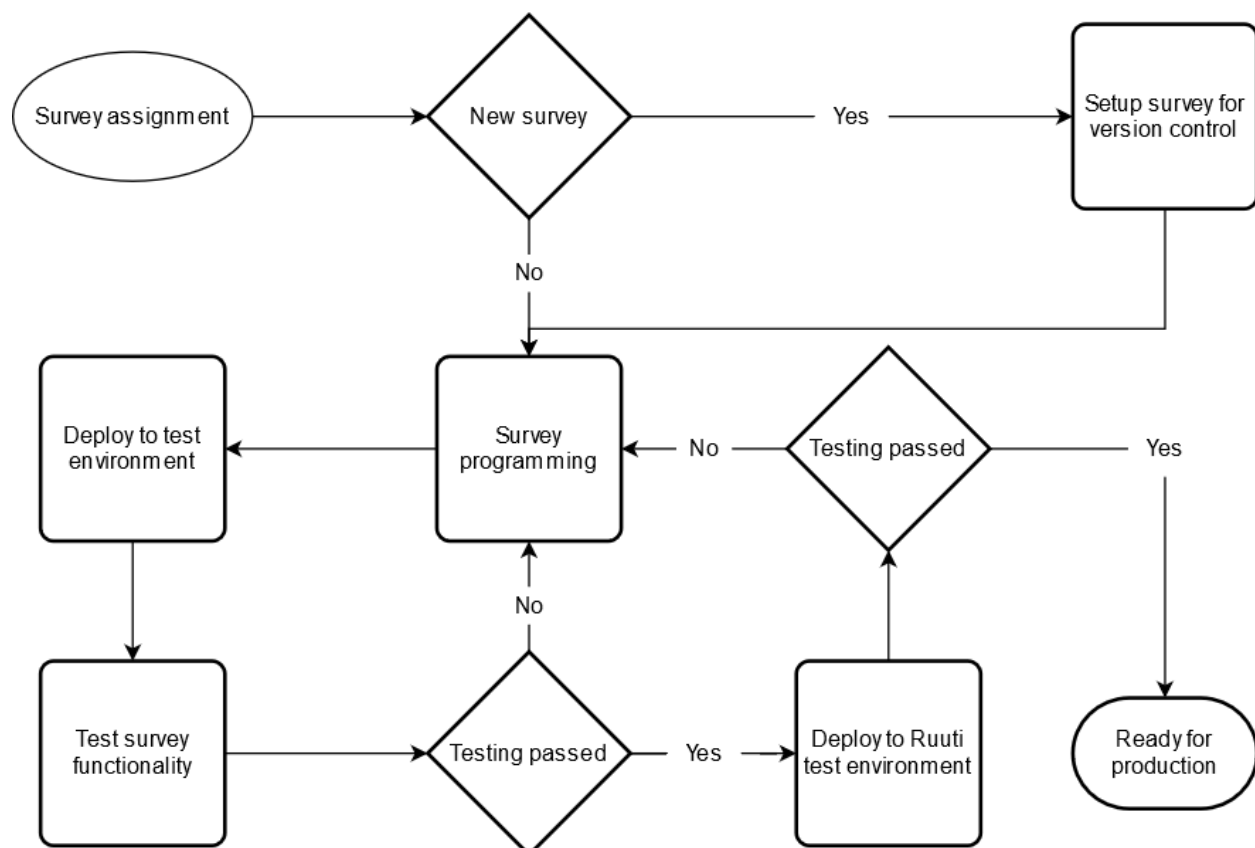 Survey assignment
New survey
Yes
Setup survey for
version control
No
Deploy to test
environment
Survey
programming
No
Testing passed
Yes
No
Test survey
functionality
Testing passed
Yes
Deploy to Ruuti
test environment
Ready for
production